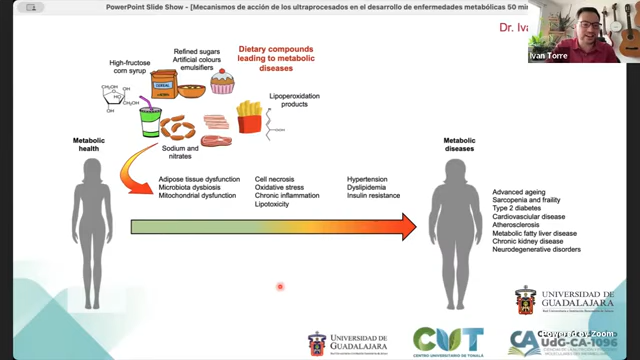 PowerPoint Slide Show - [Mecanismos de acción de los ultraprocesados en el desarrollo de enfermedades metabólicas 50 min
Dr. Iva
Ivan Torre
Refined sugars
Artificial colours
emulsifiers
Dietary compounds
leading to metabolic
diseases
High-fructose
corn syrup
CEREAL
Lipoperoxidation
products
Sodium and
nitrates
Metabolic
health
Metabolic
diseases
Adipose tissue dysfunction
Microbiota dysbiosis
Mitochondrial dysfunction
Cell necrosis
Oxidative stress
Chronic inflammation
Lipotoxicity
Hypertension
Dyslipidemia
Insulin resistance
Advanced ageing
Sarcopenia and fraility
Type 2 diabetes
Cardiovascular disease
Atherosclerosis
Metabolic fatty liver disease
Chronic kidney disease
Neurodegenerative disorders
UNIVERSIDAD DE
GUADALAJARA
UNIVERSIDAD DE
GUADALAJARA
CUT
CENTRO UNIVERSITARIO DE TONALÁ
CA
UDG-CA-1096
Zoom